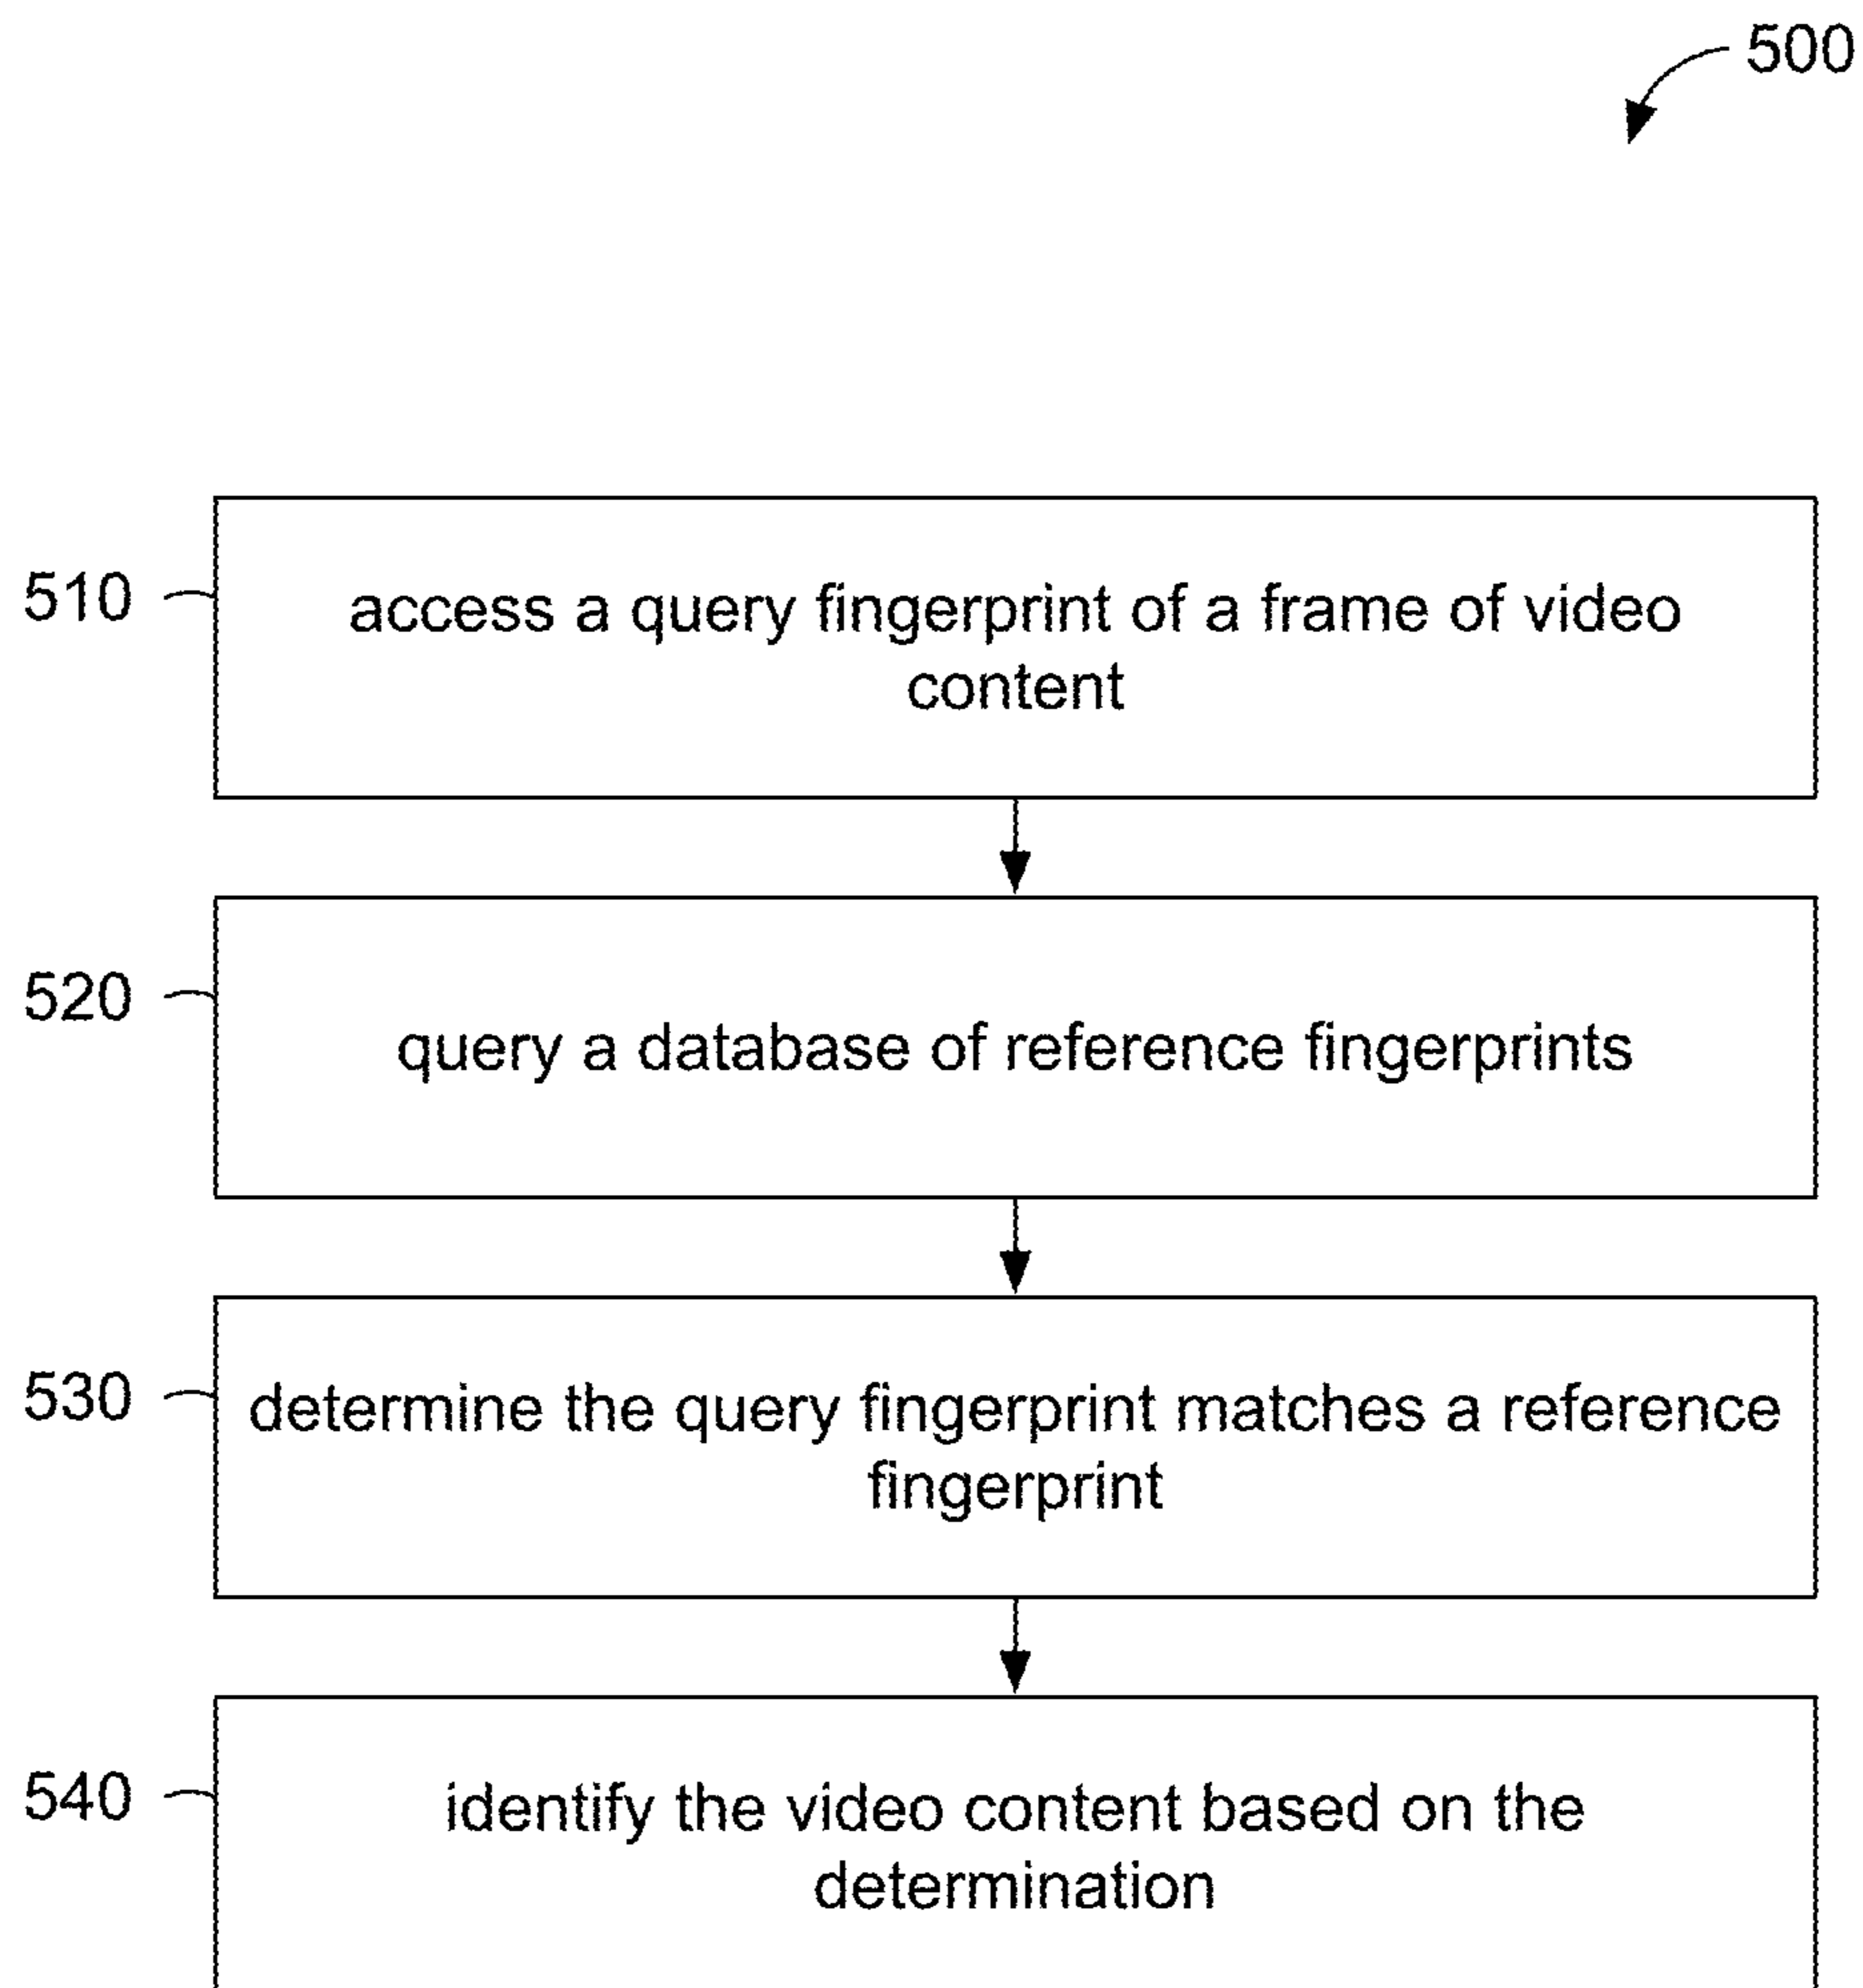 500
510
access a query fingerprint of a frame of video
content
520
query a database of reference fingerprints
530
determine the query fingerprint matches a reference
fingerprint
540
identify the video content based on the
determination